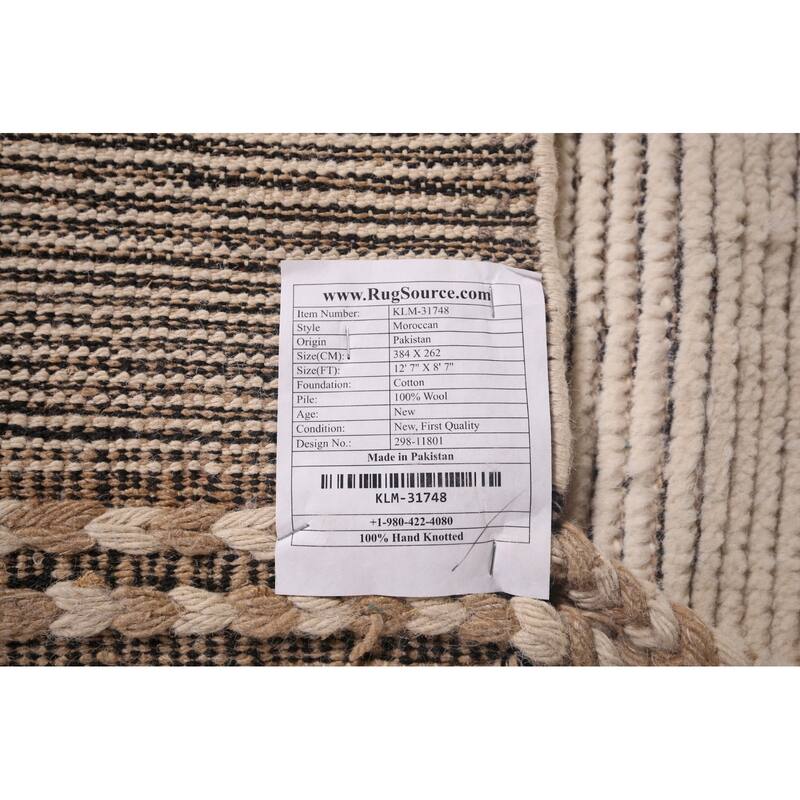 www.RugSource.com
Item Number: KLM-31748
Style Moroccan
Origin Pakistan
Size(CM): 384 X 262
Size(FT): 12' 7" X 8' 7"
Foundation: Cotton
Pile: 100% Wool
Age: New
Condition: New, First Quality
Design No.: 298-11801
Made in Pakistan
KLM-31748
+1-980-422-4080
100% Hand Knotted